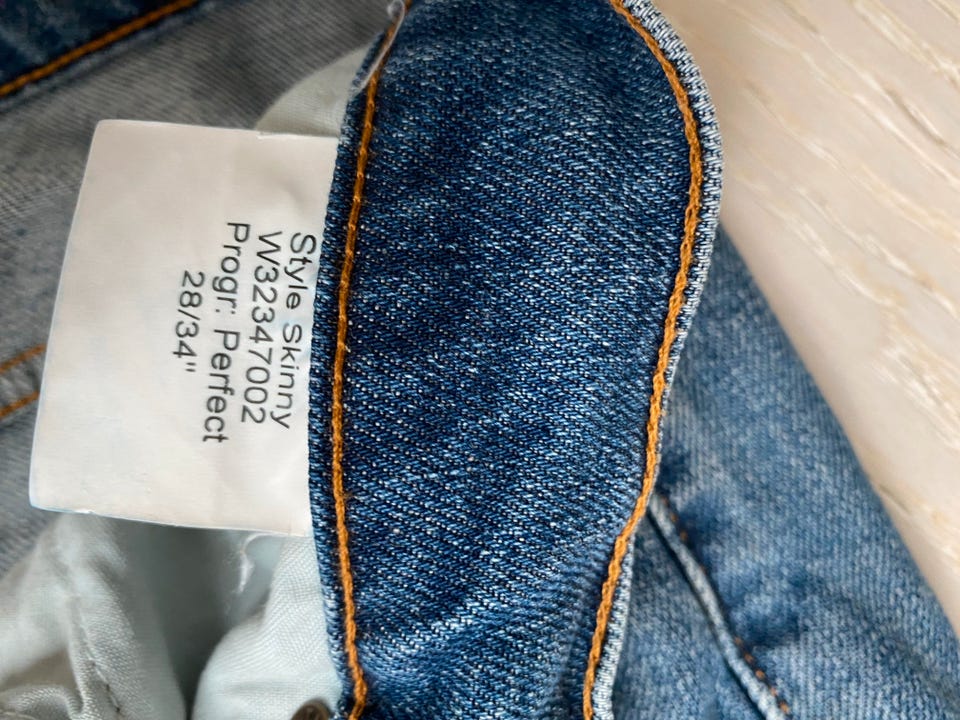 Style Skinny
W32347002
Progr: Perfect
28/34"